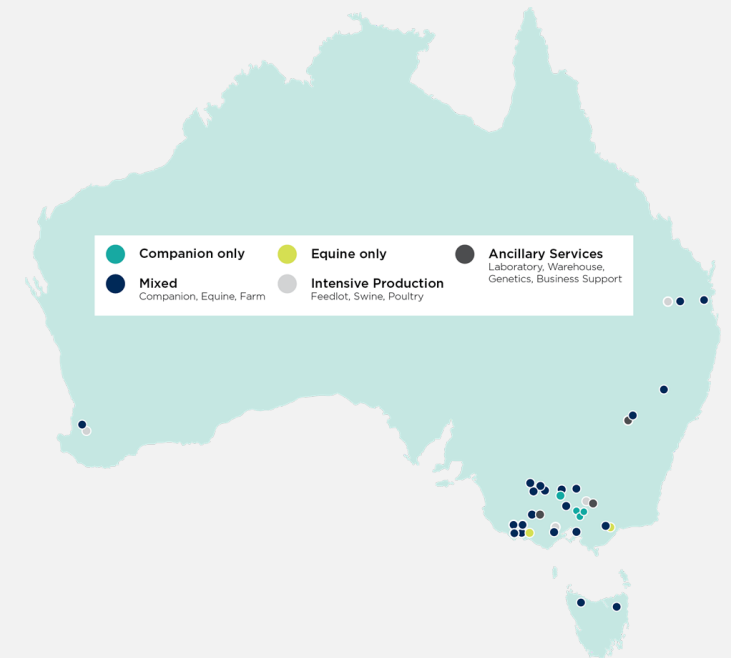 Companion only
Mixed
Companion, Equine, Farm
Equine only
Intensive Production
Feedlot, Swine, Poultry
Ancillary Services
Laboratory, Warehouse,
Genetics, Business Support